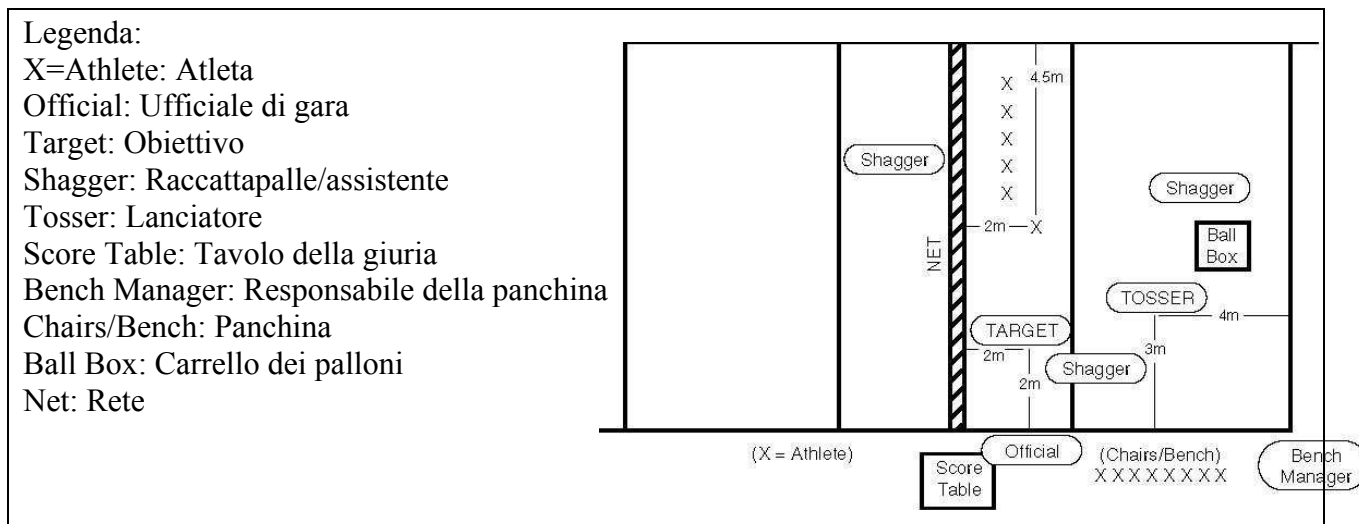 Legenda:
X=Athlete: Atleta
Official: Ufficiale di gara
Target: Obiettivo
Shagger: Raccattapalle/assistente
Tosser: Lanciatore
Score Table: Tavolo della giuria
Bench Manager: Responsabile della panchina
Chairs/Bench: Panchina
Ball Box: Carrello dei palloni
Net: Rete
X 4.5m
X
X
X
X
Shagger
Shagger
2m X
NET
Ball
Box
TOSSER
4m
TARGET
3m
2m
2m
Shagger
(X = Athlete)
Score
Table
Official
(Chairs/Bench)
X X X X X X X X
Bench
Manager